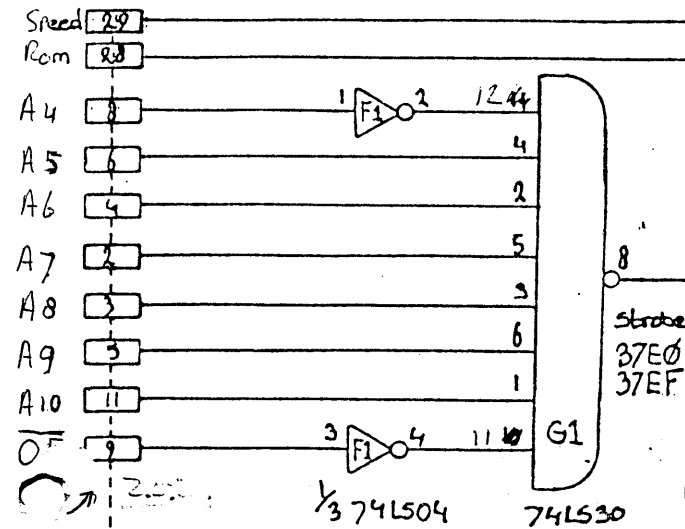 Speed 29
Rom 28
A4 8 1 F1 2 12
A5 6 4
A6 4 2
A7 2 5
A8 3 3
A9 5 6
A10 11 1
9 3 F1 4 11 G1
8
Strobe
37EØ
37EF
1/3 74LS04 74LS30